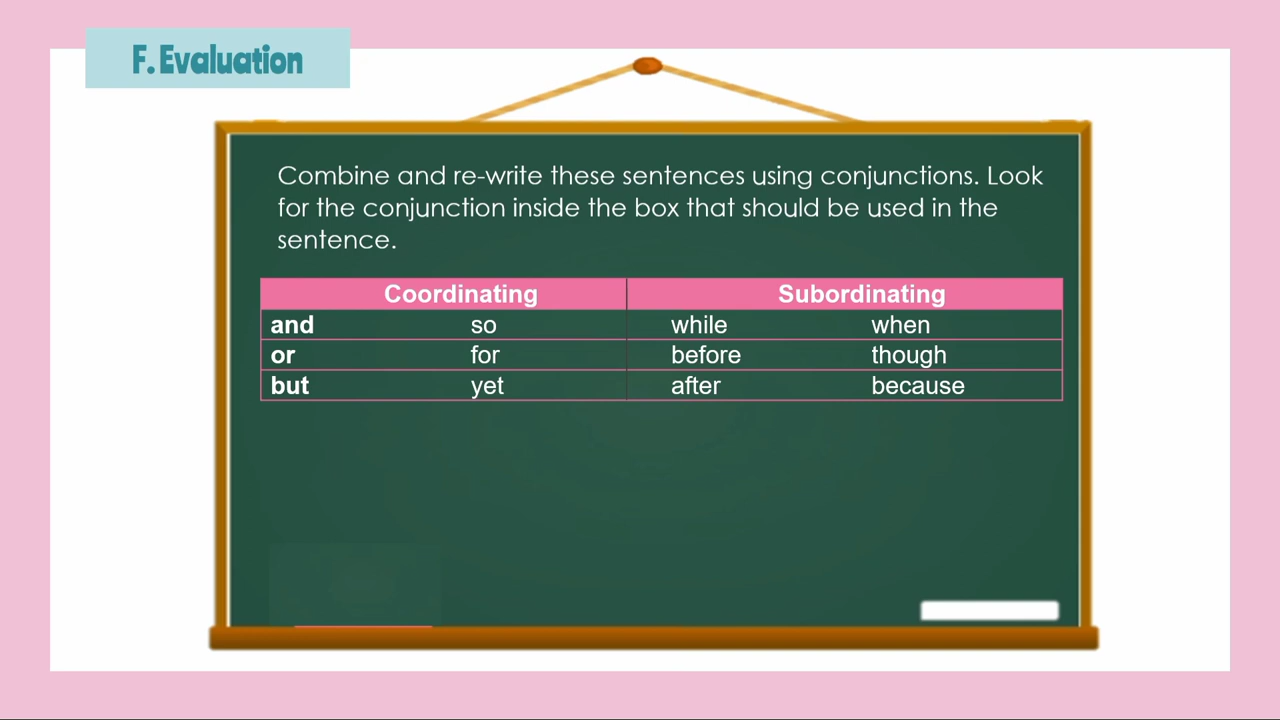 F. Evaluation
Combine and re-write these sentences using conjunctions. Look
for the conjunction inside the box that should be used in the
sentence.
Coordinating Subordinating
and so while when
or for before though
but yet after because